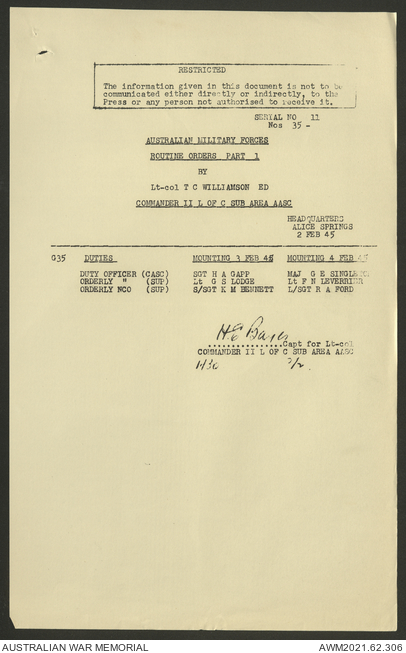 RESTRICTED
The information given in this document is not to be
communicated either directly or indirectly, to the
Press or any person not authorised to receive it.
SERIAL NO 11
Nos 35 -
AUSTRALIAN MILITARY FORCES
ROUTINE ORDERS PART 1
BY
Lt-col T C WILLIAMSON ED
COMMANDER II L OF C SUB AREA AASC
HEADQUARTERS
ALICE SPRINGS
2 FEB 45
G35 DUTIES MOUNTING 3 FEB 45 MOUNTING 4 FEB 45
DUTY OFFICER (CASC) SGT H A GAPP MAJ G E
ORDERLY " (SUP) Lt G S LODGE Lt F N LEVERRIER
ORDERLY NCO (SUP) S/SGT K M BENNETT L/SGT R A FORD
H E
..............Capt for Lt-col
COMMANDER II L OF C SUB AREA AASC
1430 2/2
AUSTRALIAN WAR MEMORIAL
AWM2021.62.306